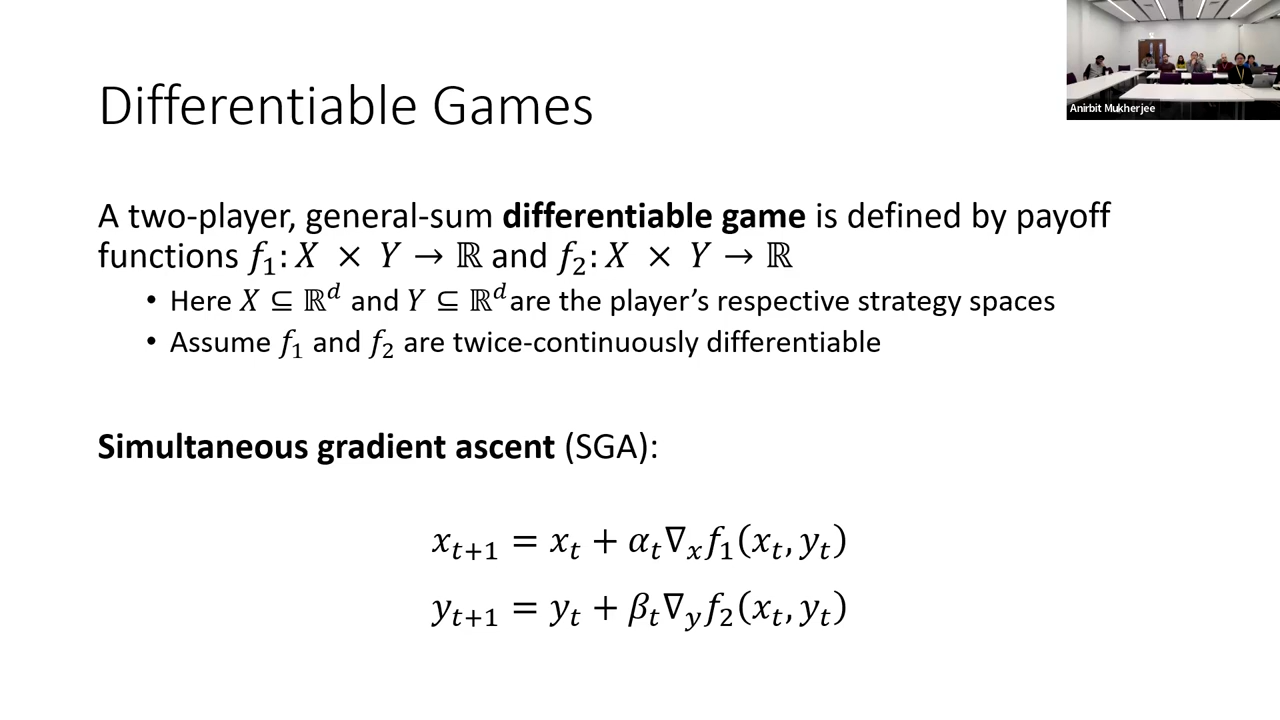 Differentiable Games
Anirbit Mukherjee
A two-player, general-sum differentiable game is defined by payoff
functions 𝑓₁: 𝑋 × 𝑌 → ℝ and 𝑓₂: 𝑋 × 𝑌 → ℝ
• Here 𝑋 ⊆ ℝᵈ and 𝑌 ⊆ ℝᵈ are the player’s respective strategy spaces
• Assume 𝑓₁ and 𝑓₂ are twice-continuously differentiable
Simultaneous gradient ascent (SGA):
𝑥ₜ₊₁ = 𝑥ₜ + 𝛼ₜ∇ₓ𝑓₁(𝑥ₜ, 𝑦ₜ)
𝑦ₜ₊₁ = 𝑦ₜ + 𝛽ₜ∇_𝑦𝑓₂(𝑥ₜ, 𝑦ₜ)